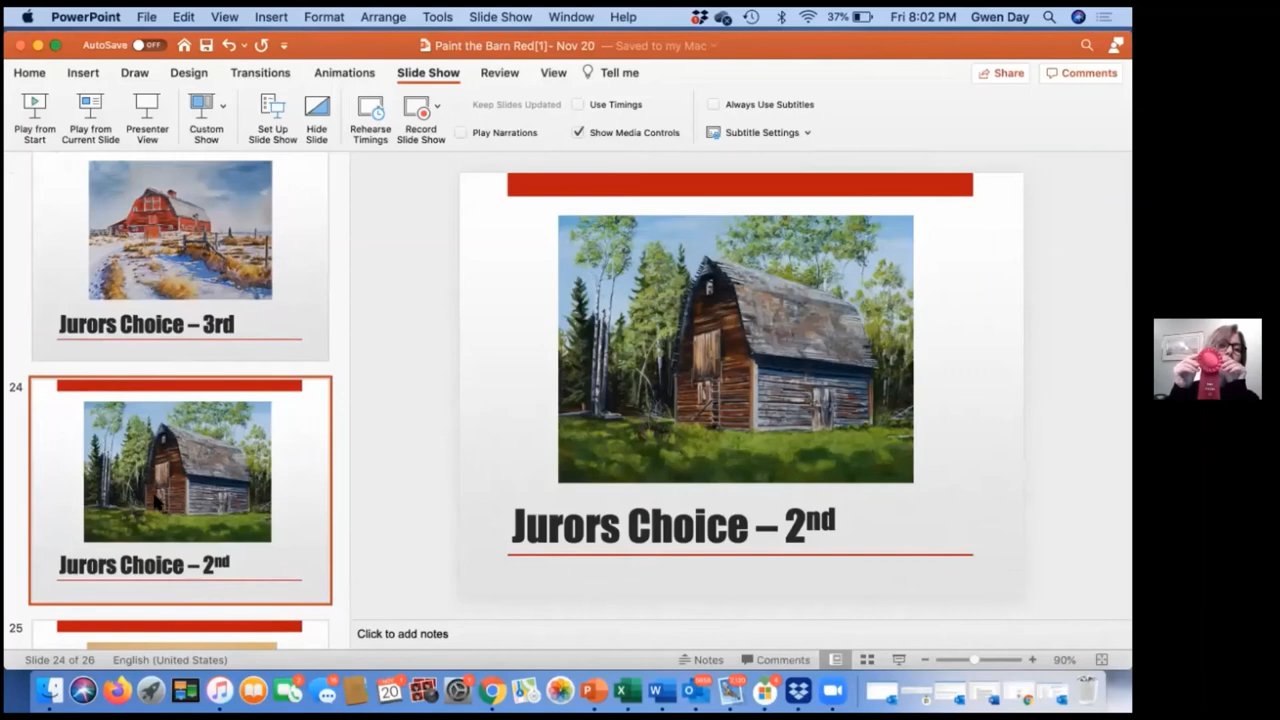 PowerPoint File Edit View Insert Format Arrange Tools Slide Show Window Help 37% Fri 8:02 PM Gwen Day
AutoSave OFF Paint the Barn Red[1]- Nov 20 — Saved to my Mac
Home Insert Draw Design Transitions Animations Slide Show Review View Tell me Share Comments
Play from Start
Play from Current Slide
Presenter View
Custom Show
Set Up Slide Show
Hide Slide
Rehearse Timings
Record Slide Show
Keep Slides Updated Use Timings
Play Narrations Show Media Controls
Always Use Subtitles
Subtitle Settings
Jurors Choice – 3rd
24
Jurors Choice – 2nd
25
Jurors Choice – 2nd
Click to add notes
Slide 24 of 26 English (United States) Notes Comments 90%
NOV
20